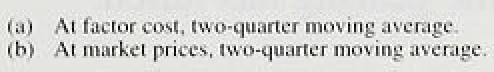 (a) At factor cost, two-quarter moving average.
(b) At market prices, two-quarter moving average.